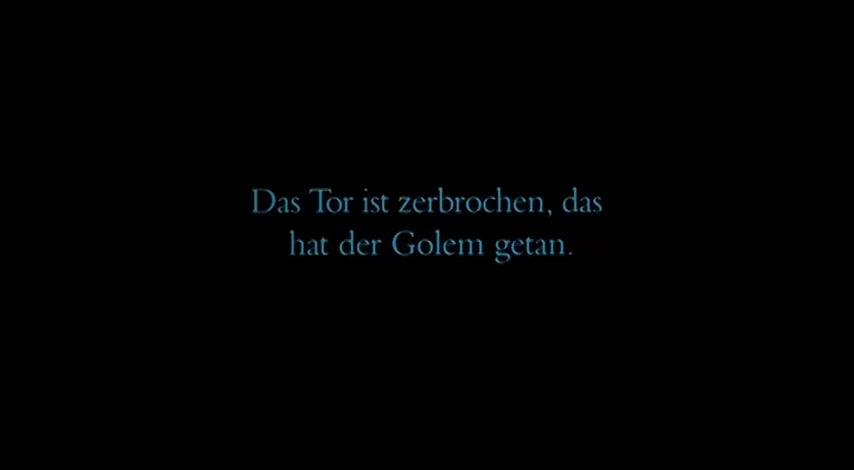 Das Tor ist zerbrochen, das
hat der Golem getan.